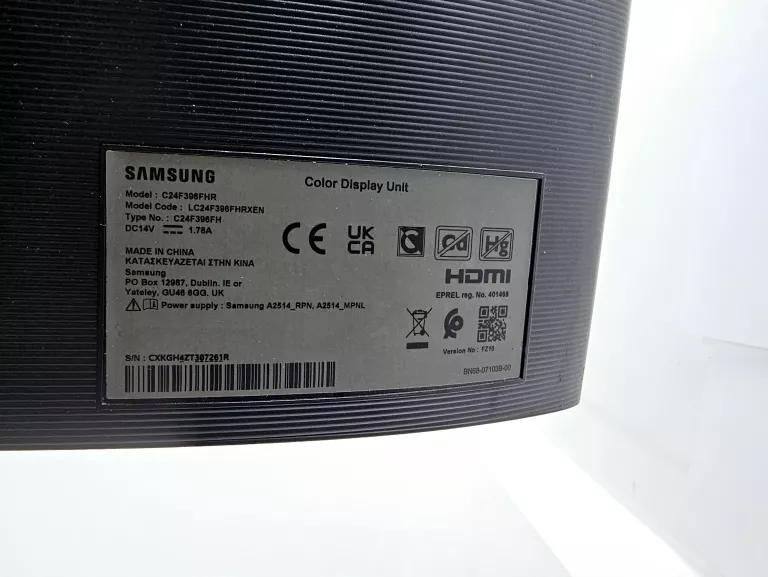 SAMSUNG
Color Display Unit
Model : C24F396FHR
Model Code : LC24F396FHRXEN
Type No. : C24F396FH
DC14V ⎓ 1.78A
CE
UK
CA
Cd
Hg
MADE IN CHINA
ΚΑΤΑΣΚΕΥΑΖΕΤΑΙ ΣΤΗΝ ΚΙΝΑ
Samsung
PO Box 12987, Dublin. IE or
Yateley, GU46 6GG. UK
Power supply : Samsung A2514_RPN, A2514_MPNL
HDMI
EPREL reg. No. 401469
Version No : FZ16
S/N : CXKGH4ZT307261R
BN68-07103B-00